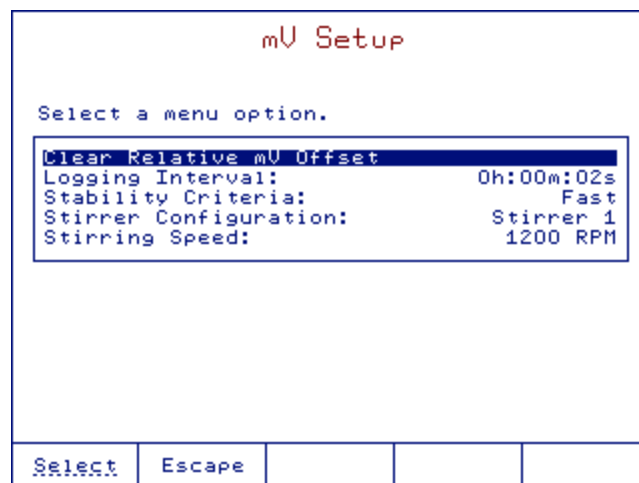 mV Setup
Select a menu option.
Clear Relative mV Offset
Logging Interval: 0h:00m:02s
Stability Criteria: Fast
Stirrer Configuration: Stirrer 1
Stirring Speed: 1200 RPM
Select Escape